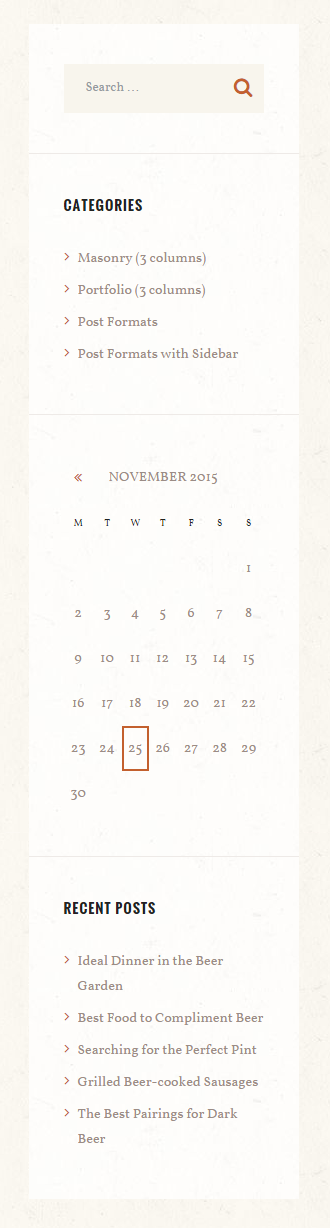 Search ...
CATEGORIES
Masonry (3 columns)
Portfolio (3 columns)
Post Formats
Post Formats with Sidebar
« NOVEMBER 2015
M T W T F S S
1
2 3 4 5 6 7 8
9 10 11 12 13 14 15
16 17 18 19 20 21 22
23 24 25 26 27 28 29
30
RECENT POSTS
Ideal Dinner in the Beer
Garden
Best Food to Compliment Beer
Searching for the Perfect Pint
Grilled Beer-cooked Sausages
The Best Pairings for Dark
Beer